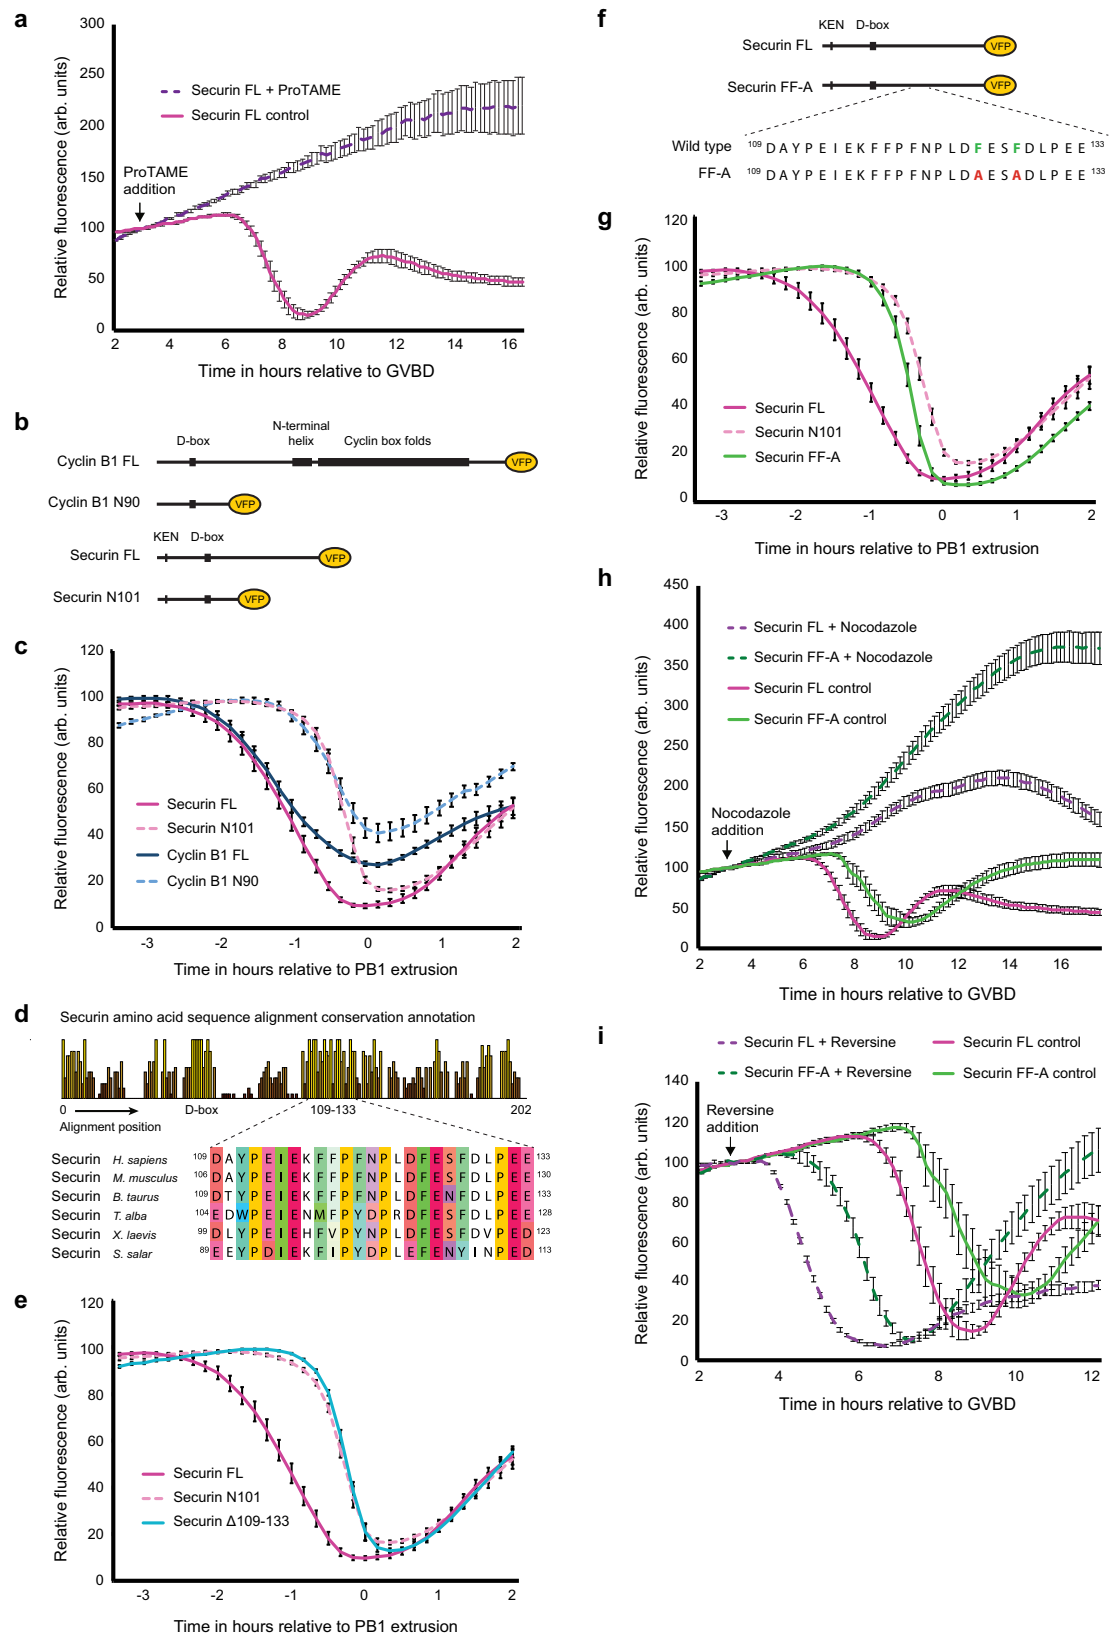 a
300
250
200
150
100
50
0
Relative fluorescence (arb. units)
Securin FL + ProTAME
Securin FL control
ProTAME
addition
2 4 6 8 10 12 14 16
Time in hours relative to GVBD
b
D-box
N-terminal
helix
Cyclin box folds
Cyclin B1 FL
VFP
Cyclin B1 N90
VFP
KEN D-box
Securin FL
VFP
Securin N101
VFP
c
120
100
80
60
40
20
0
Relative fluorescence (arb. units)
Securin FL
Securin N101
Cyclin B1 FL
Cyclin B1 N90
-3 -2 -1 0 1 2
Time in hours relative to PB1 extrusion
d
Securin amino acid sequence alignment conservation annotation
0 D-box 109-133 202
Alignment position
Securin H. sapiens 109 DAYPEIEKFFPFNPLDFESFDLPEE 133
Securin M. musculus 106 DAYPEIEKFFPFNPLDFESFDLPEE 130
Securin B. taurus 109 DTYPEIEKFFPFNPLDFENFDLPEE 133
Securin T. alba 104 EDWPEIENMFPYDPRDFESFDLPEE 128
Securin X. laevis 99 DLYPEIEHFVPYDPLDFESFDVPEE 123
Securin S. salar 89 EEYPDIEKFIPYDPLEFENYINPED 113
e
120
100
80
60
40
20
0
Relative fluorescence (arb. units)
Securin FL
Securin N101
Securin Δ109-133
-3 -2 -1 0 1 2
Time in hours relative to PB1 extrusion
f
KEN D-box
Securin FL
VFP
Securin FF-A
VFP
Wild type 109 DAYPEIEKFFPFNPLDFESFDLPEE 133
FF-A 109 DAYPEIEKFFPFNPLDAESADLPEE 133
g
120
100
80
60
40
20
0
Relative fluorescence (arb. units)
Securin FL
Securin N101
Securin FF-A
-3 -2 -1 0 1 2
Time in hours relative to PB1 extrusion
h
450
400
350
300
250
200
150
100
50
0
Relative fluorescence (arb. units)
Securin FL + Nocodazole
Securin FF-A + Nocodazole
Securin FL control
Securin FF-A control
Nocodazole
addition
2 4 6 8 10 12 14 16
Time in hours relative to GVBD
i
Securin FL + Reversine
Securin FL control
Securin FF-A + Reversine
Securin FF-A control
140
120
100
80
60
40
20
0
Relative fluorescence (arb. units)
Reversine
addition
2 4 6 8 10 12
Time in hours relative to GVBD